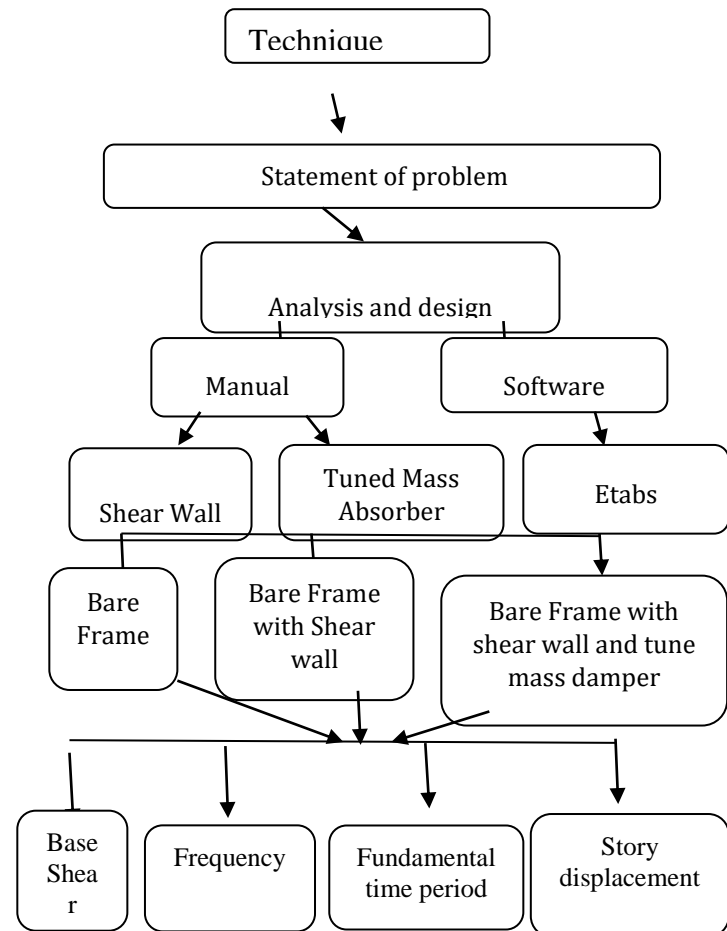 Technique
Statement of problem
Analysis and design
Manual
Software
Shear Wall
Tuned Mass
Absorber
Etabs
Bare
Frame
Bare Frame
with Shear
wall
Bare Frame with
shear wall and tune
mass damper
Base
Shea
r
Frequency
Fundamental
time period
Story
displacement